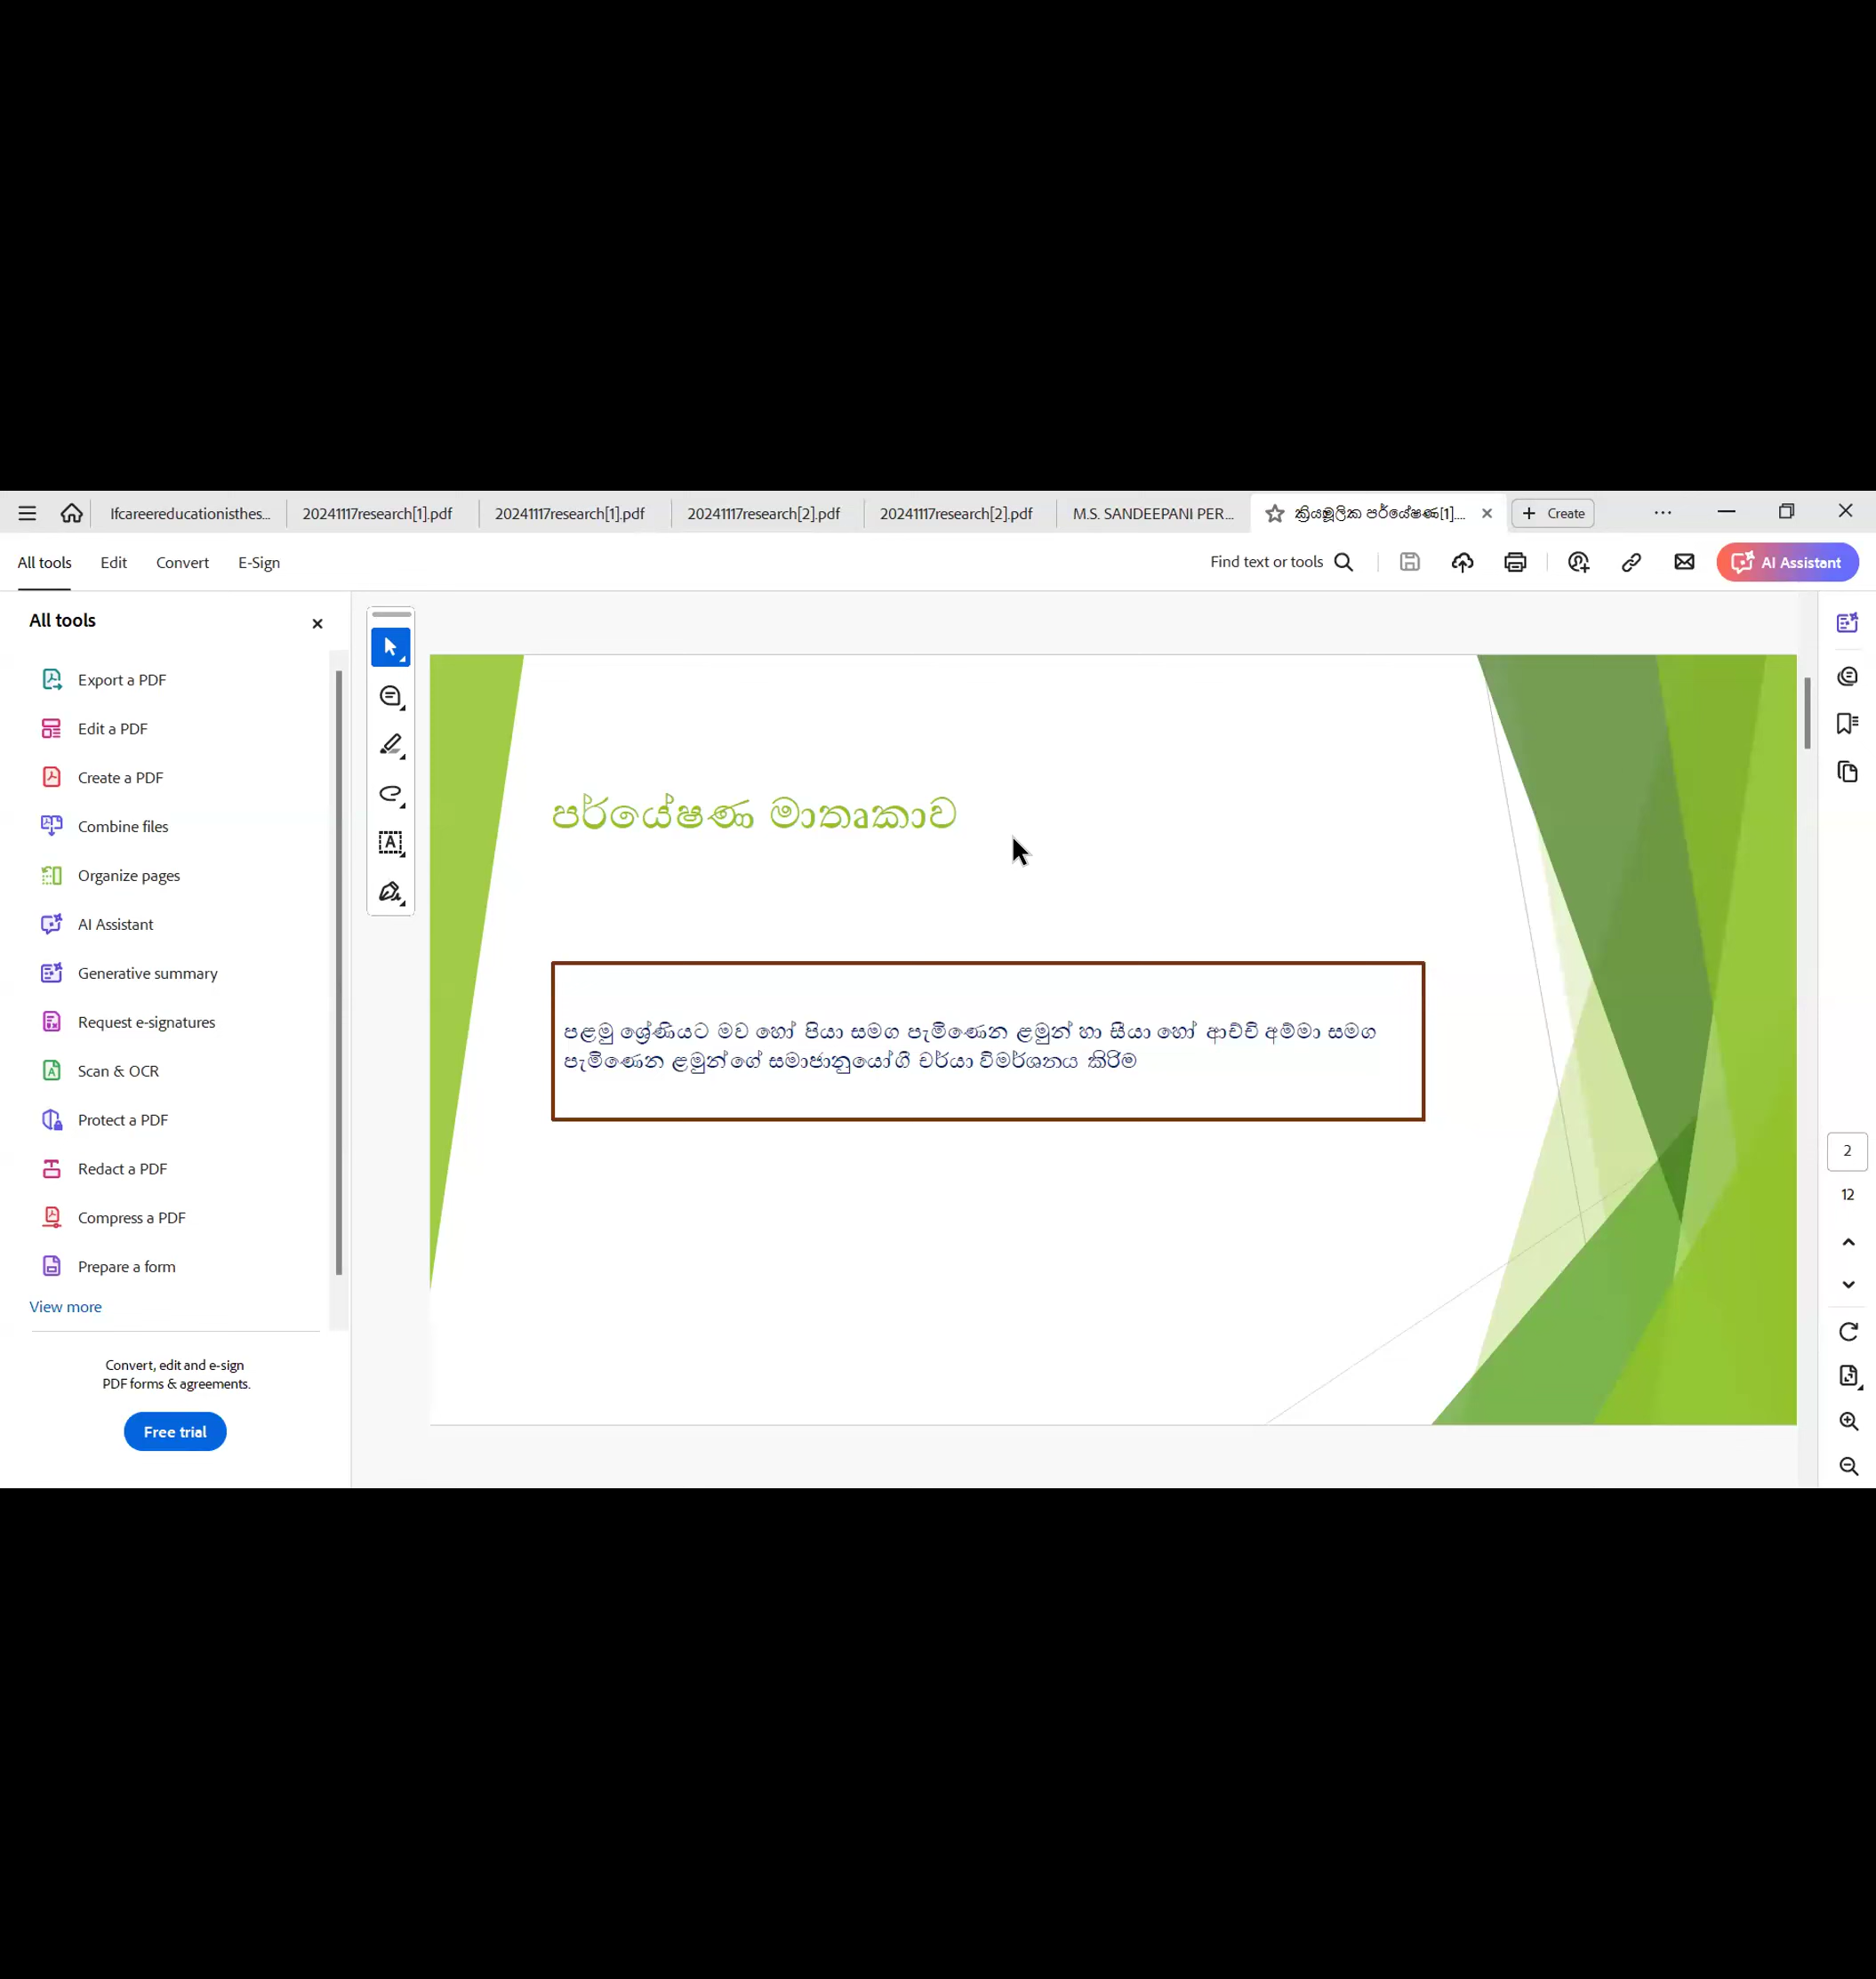 Ifcareereducationisthes...
20241117research[1].pdf
20241117research[1].pdf
20241117research[2].pdf
20241117research[2].pdf
M.S. SANDEEPANI PER...
ක්‍රියාමූලික පර්යේෂණ[1]....
Create
All tools
Edit
Convert
E-Sign
Find text or tools
AI Assistant
All tools
Export a PDF
Edit a PDF
Create a PDF
Combine files
Organize pages
AI Assistant
Generative summary
Request e-signatures
Scan & OCR
Protect a PDF
Redact a PDF
Compress a PDF
Prepare a form
View more
Convert, edit and e-sign
PDF forms & agreements.
Free trial
පර්යේෂණ මාතෘකාව
පළමු ශ්‍රේණියට මව හෝ පියා සමග පැමිණෙන ළමුන් හා සීයා හෝ ආච්චි අම්මා සමග
පැමිණෙන ළමුන් ගේ සමාජානුයෝගී චර්යා විමර්ශනය කිරිම
2
12